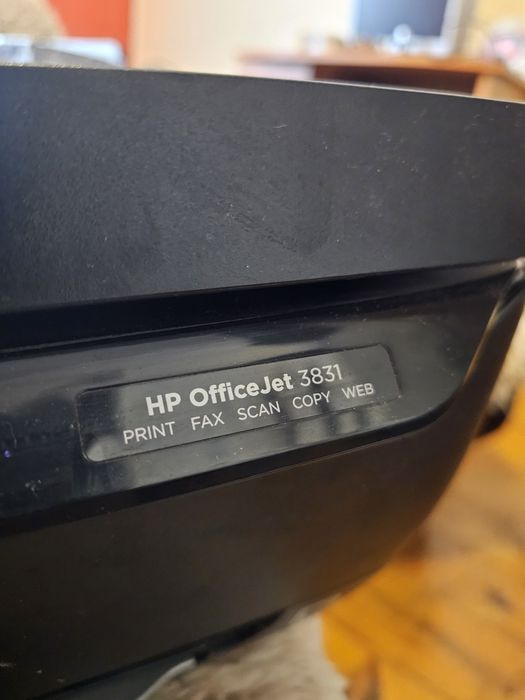 HP OfficeJet 3831
PRINT FAX SCAN COPY WEB